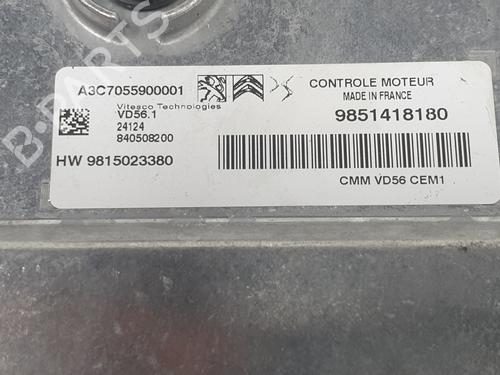 A3C7055900001
Vitesco Technologies
VD56.1
24124
840508200
HW 9815023380
CONTROLE MOTEUR
MADE IN FRANCE
9851418180
CMM VD56 CEM1
B-PARTS